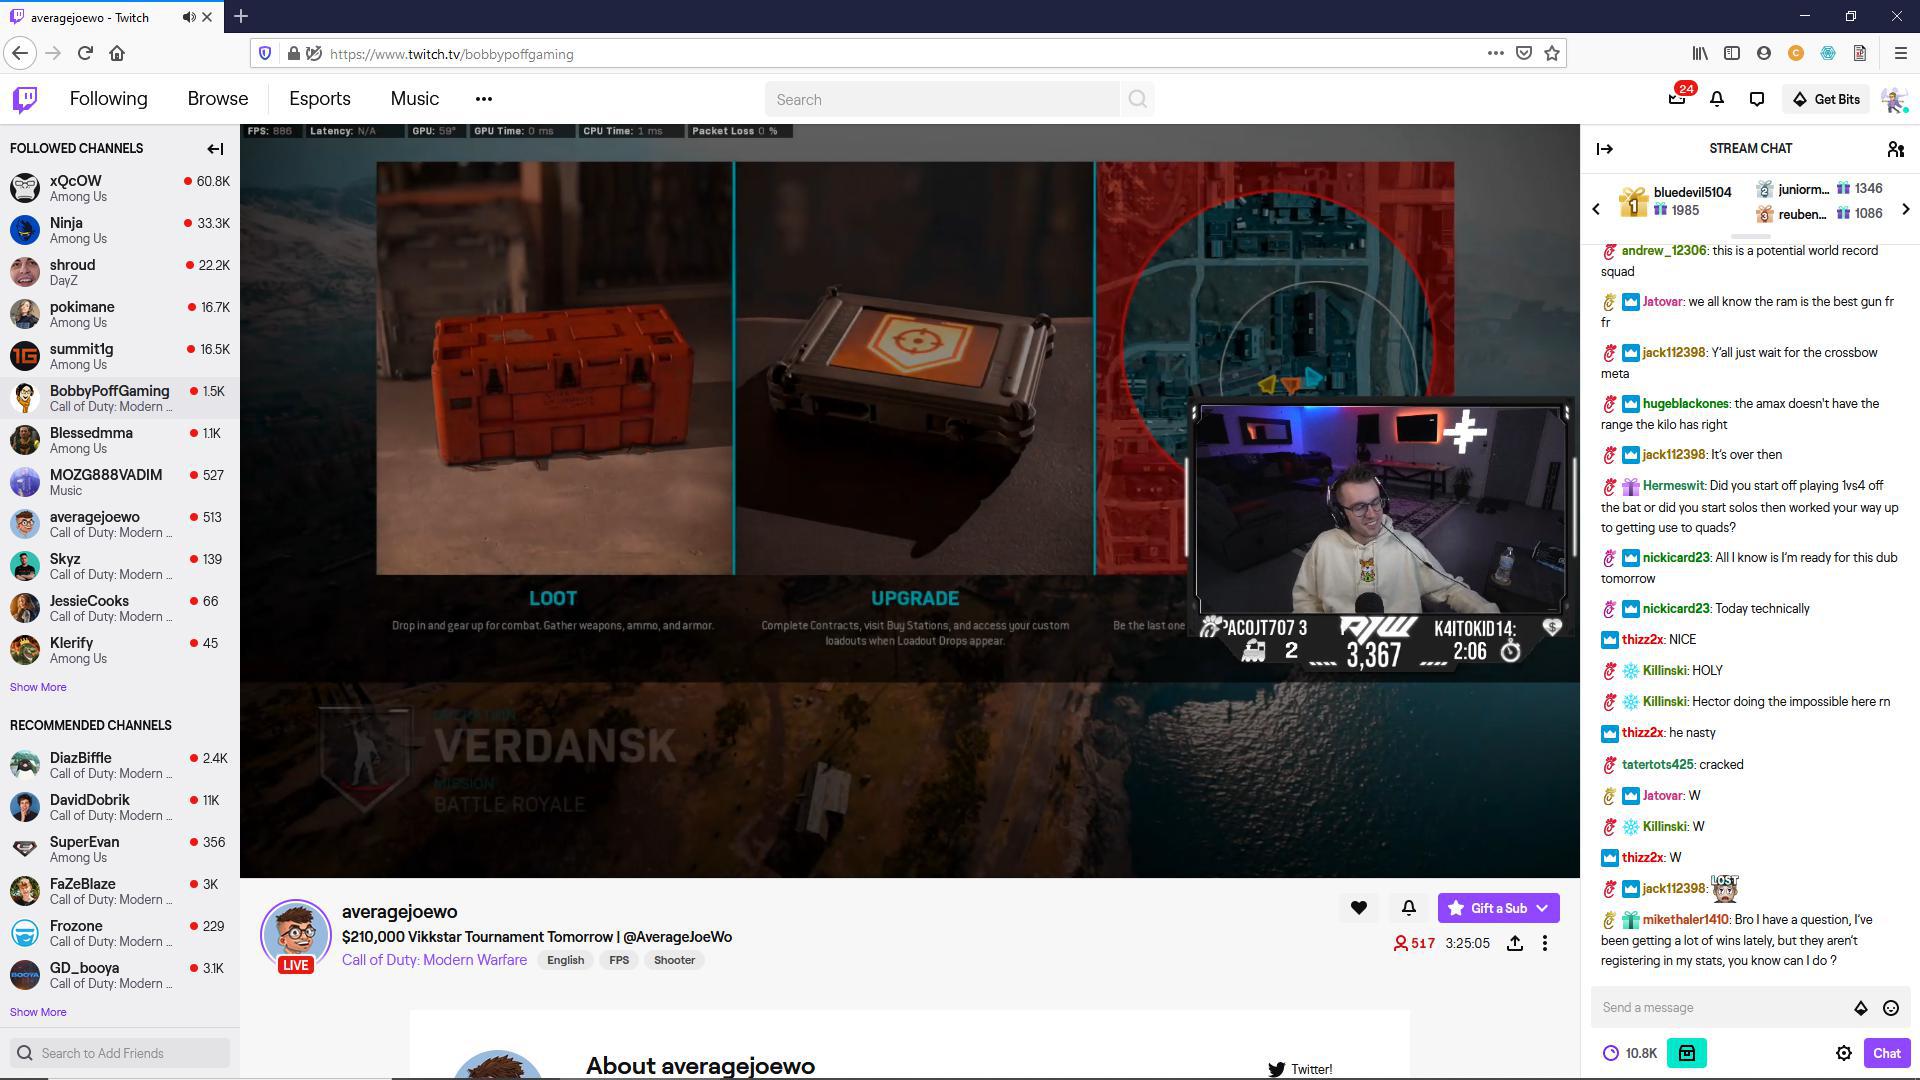 averagejoewo - Twitch
https://www.twitch.tv/bobbypoffgaming
Following
Browse
Esports
Music
Search
24
Get Bits
FOLLOWED CHANNELS
xQcOW
60.8K
Among Us
Ninja
33.3K
Among Us
shroud
22.2K
DayZ
pokimane
16.7K
Among Us
summit1g
16.5K
Among Us
BobbyPoffGaming
1.5K
Call of Duty: Modern ...
Blessedmma
1.1K
Among Us
MOZG888VADIM
527
Music
averagejoewo
513
Call of Duty: Modern ...
Skyz
139
Call of Duty: Modern ...
JessieCooks
66
Call of Duty: Modern ...
Klerify
45
Among Us
Show More
RECOMMENDED CHANNELS
DiazBiffle
2.4K
Call of Duty: Modern ...
DavidDobrik
11K
Call of Duty: Modern ...
SuperEvan
356
Among Us
FaZeBlaze
3K
Call of Duty: Modern ...
Frozone
229
Call of Duty: Modern ...
GD_booya
3.1K
Call of Duty: Modern ...
Show More
Search to Add Friends
FPS: 886 Latency: N/A GPU: 59° GPU Time: 0 ms CPU Time: 1 ms Packet Loss 0 %
LOOT
Drop in and gear up for combat. Gather weapons, ammo, and armor.
UPGRADE
Complete Contracts, visit Buy Stations, and access your custom
loadouts when Loadout Drops appear.
Be the last one
ACOJT707 3
2
AJW
3,367
K4ITOKID14:
2:06
VERDANSK
MISSION
BATTLE ROYALE
averagejoewo
$210,000 Vikkstar Tournament Tomorrow | @AverageJoeWo
Call of Duty: Modern Warfare
English
FPS
Shooter
LIVE
Gift a Sub
517
3:25:05
About averagejoewo
Twitter!
STREAM CHAT
1
bluedevil5104
1985
2
juniorm...
1346
3
reuben...
1086
andrew_12306: this is a potential world record
squad
Jatovar: we all know the ram is the best gun fr
fr
jack112398: Y'all just wait for the crossbow
meta
hugeblackones: the amax doesn't have the
range the kilo has right
jack112398: It's over then
Hermeswit: Did you start off playing 1vs4 off
the bat or did you start solos then worked your way up
to getting use to quads?
nickicard23: All I know is I'm ready for this dub
tomorrow
nickicard23: Today technically
thizz2x: NICE
Killinski: HOLY
Killinski: Hector doing the impossible here rn
thizz2x: he nasty
tatertots425: cracked
Jatovar: W
Killinski: W
thizz2x: W
jack112398: LOST
mikethaler1410: Bro I have a question, I've
been getting a lot of wins lately, but they aren't
registering in my stats, you know can I do ?
Send a message
10.8K
Chat